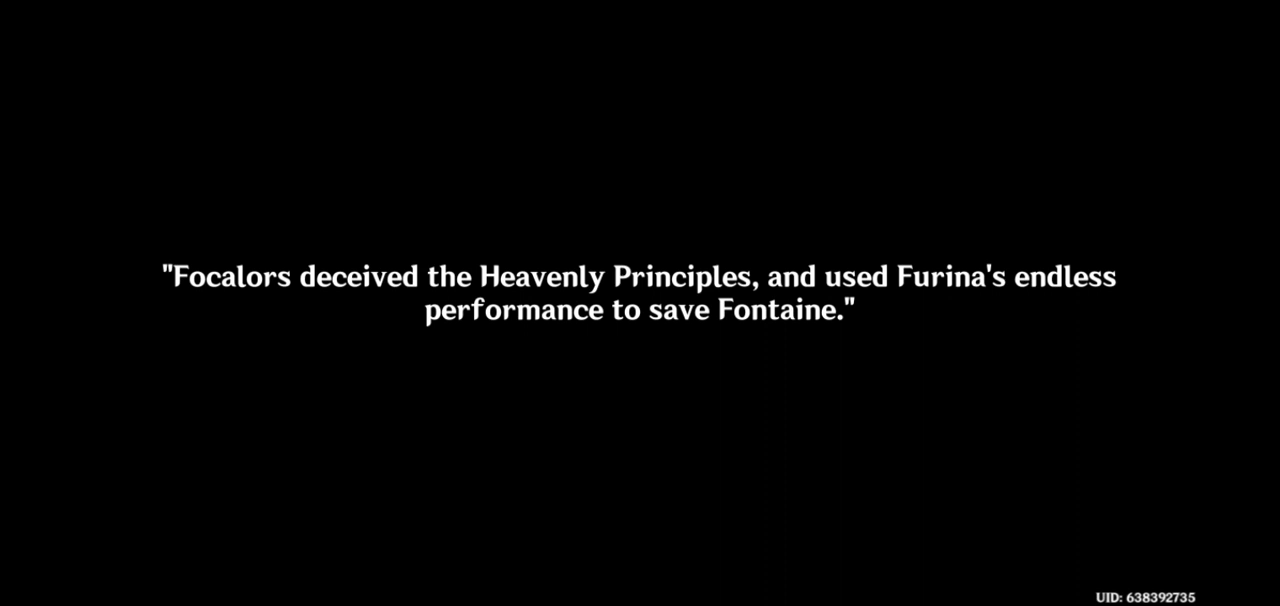 "Focalors deceived the Heavenly Principles, and used Furina's endless
performance to save Fontaine."
UID: 638392735